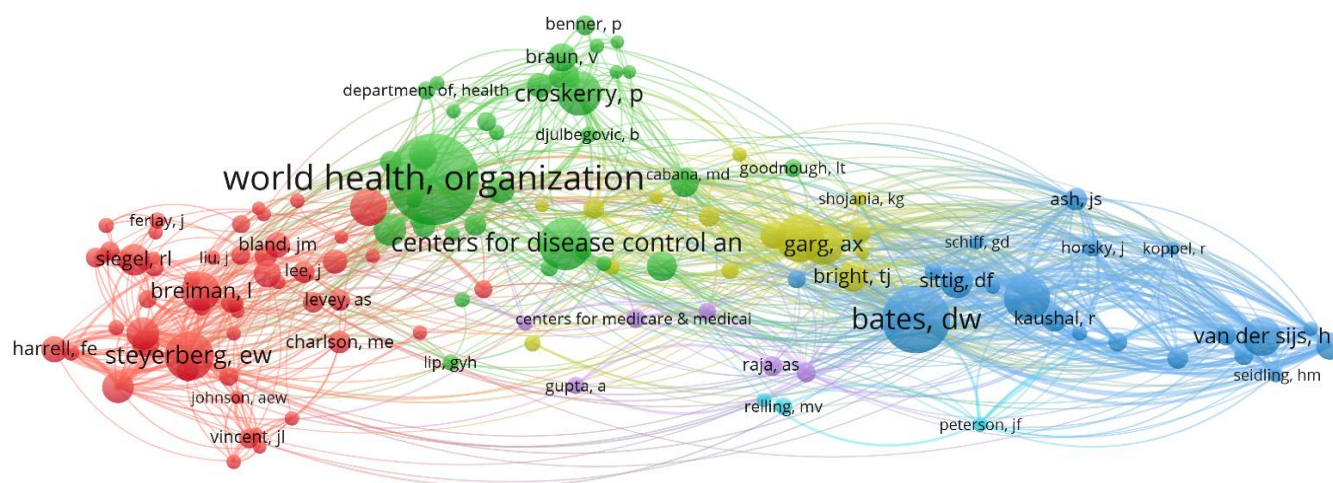 benner, p
braun, v
department of, health
croskerry, p
djulbegovic, b
world health, organization
cabana, md
goodnough, lt
shojania, kg
ash, js
ferlay, j
bland, jm
centers for disease control an
garg, ax
schiff, gd
horsky, j
koppel, r
siegel, rl
liu, j
lee, j
bright, tj
sittig, df
breiman, l
levey, as
centers for medicare & medicai
bates, dw
kaushal, r
van der sijs, h
harrell, fe
steyerberg, ew
charlson, me
lip, gyh
raja, as
seidling, hm
gupta, a
johnson, aew
relling, mv
peterson, jf
vincent, jl